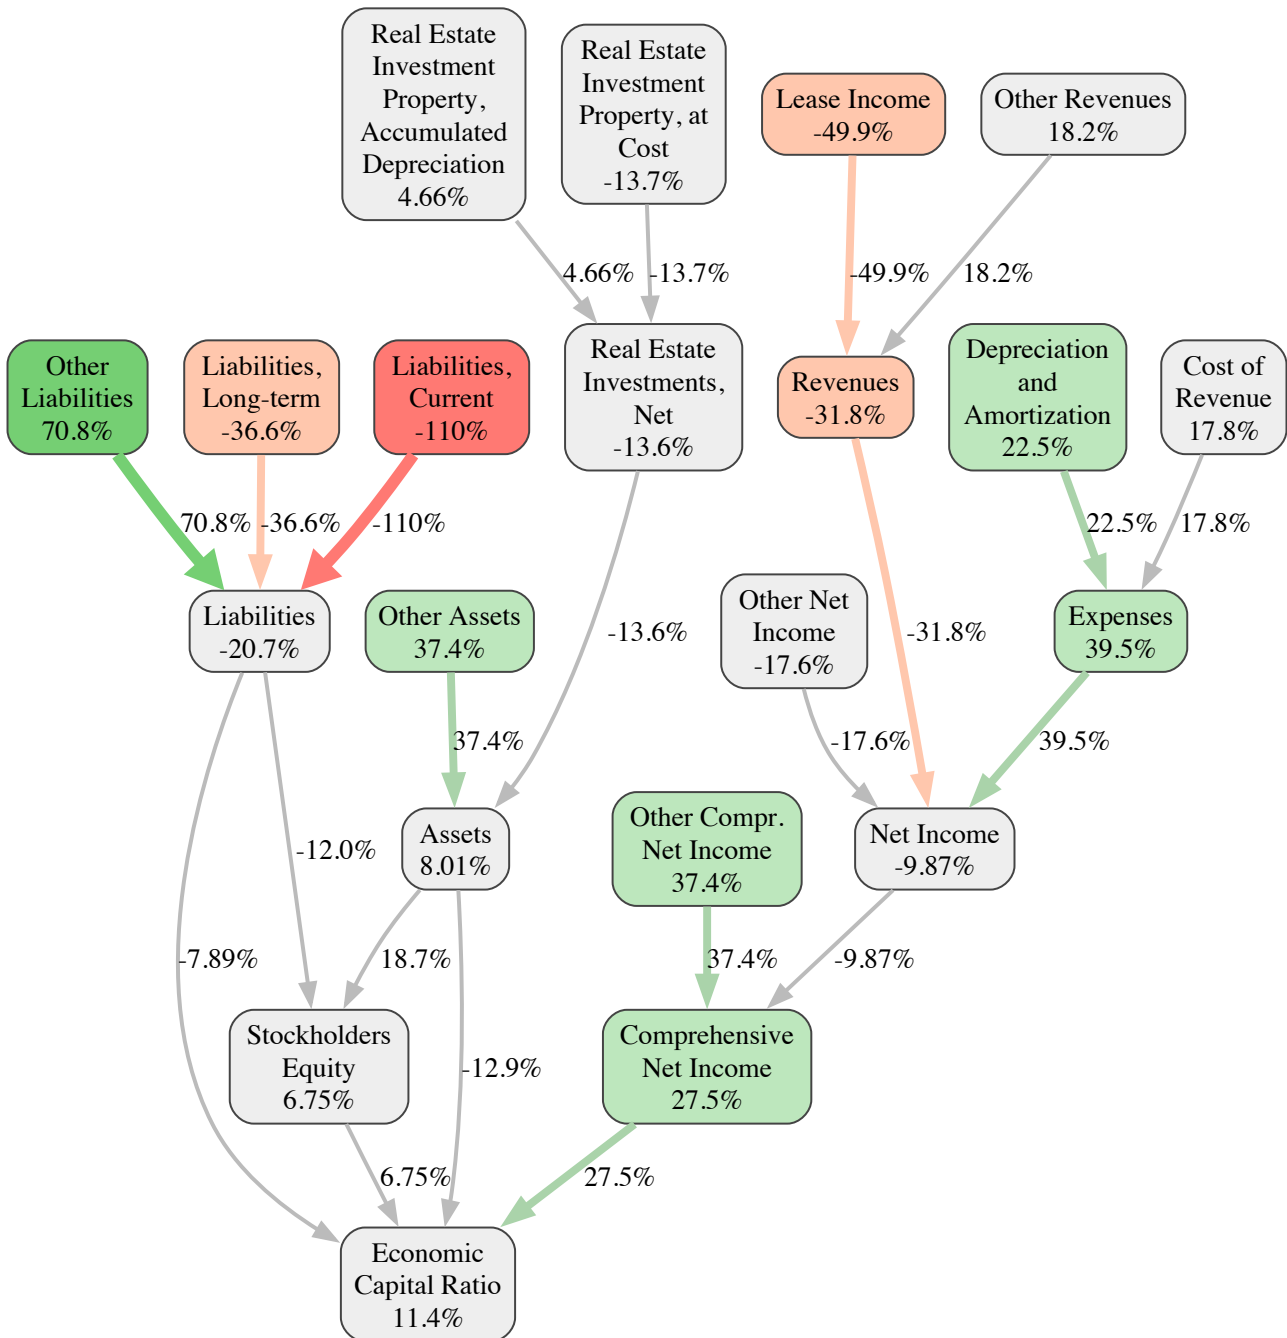 Real Estate
Investment
Property,
Accumulated
Depreciation
4.66%
Real Estate
Investment
Property, at
Cost
-13.7%
Lease Income
-49.9%
Other Revenues
18.2%
4.66%
-13.7%
-49.9%
18.2%
Other
Liabilities
70.8%
Liabilities,
Long-term
-36.6%
Liabilities,
Current
-110%
Real Estate
Investments,
Net
-13.6%
Revenues
-31.8%
Depreciation
and
Amortization
22.5%
Cost of
Revenue
17.8%
70.8%
-36.6%
-110%
22.5%
17.8%
Liabilities
-20.7%
Other Assets
37.4%
-13.6%
Other Net
Income
-17.6%
-31.8%
Expenses
39.5%
37.4%
-17.6%
39.5%
-12.0%
Assets
8.01%
Other Compr.
Net Income
37.4%
Net Income
-9.87%
-7.89%
18.7%
37.4%
-9.87%
Stockholders
Equity
6.75%
-12.9%
Comprehensive
Net Income
27.5%
6.75%
27.5%
Economic
Capital Ratio
11.4%